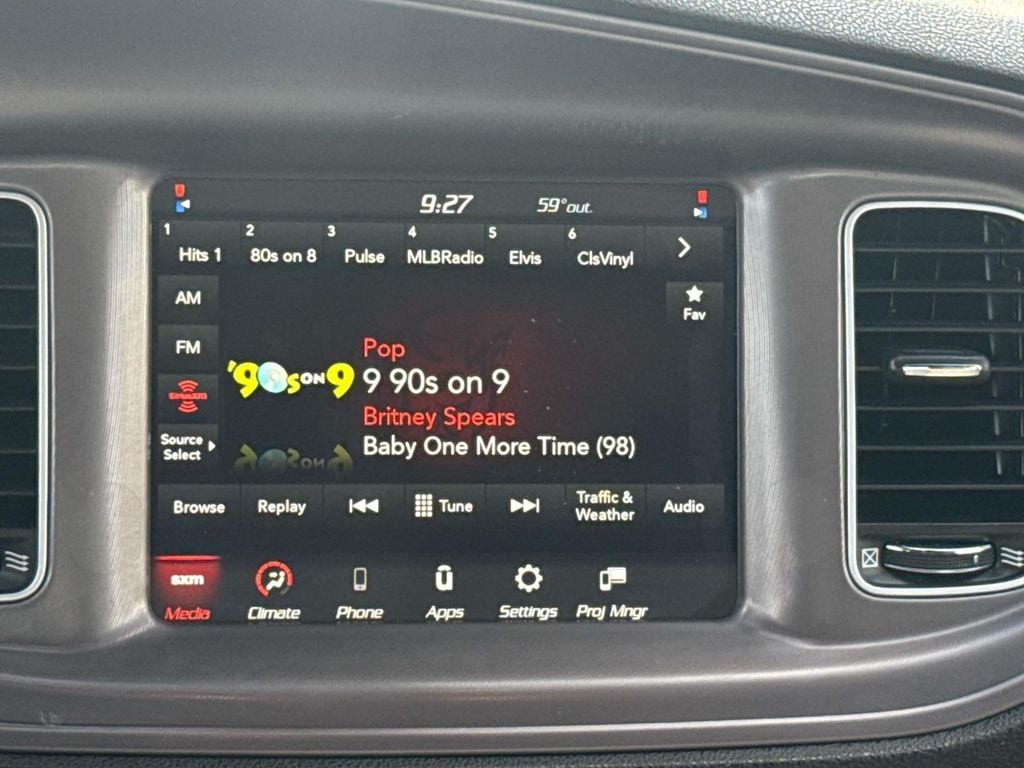 9:27 59°out.
1 2 3 4 5 6
Hits 1 80s on 8 Pulse MLBRadio Elvis ClsVinyl
AM
Fav
FM
Pop
'90s ON 9
9 90s on 9
SiriusXM
Britney Spears
Source
Select
Baby One More Time (98)
Browse Replay Tune Traffic &
Weather Audio
sxm
Media Climate Phone Apps Settings Proj Mngr